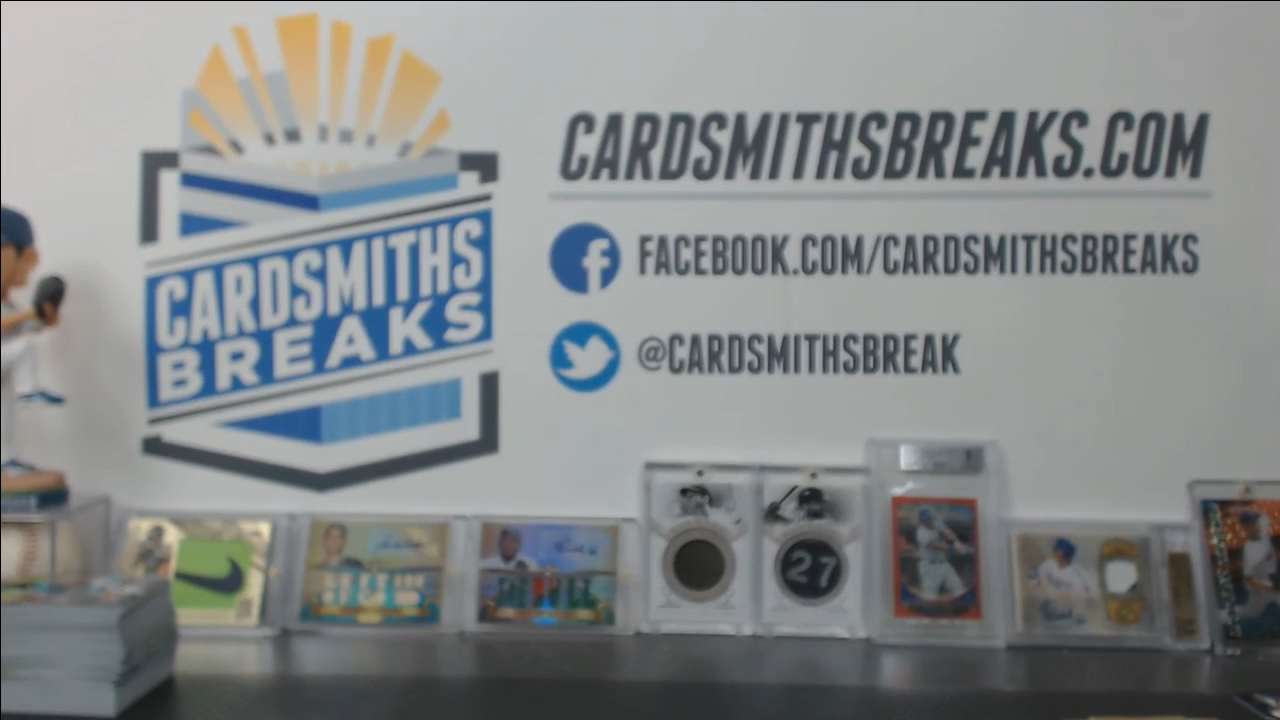 CARDSMITHS
BREAKS
CARDSMITHSBREAKS.COM
FACEBOOK.COM/CARDSMITHSBREAKS
@CARDSMITHSBREAK
27